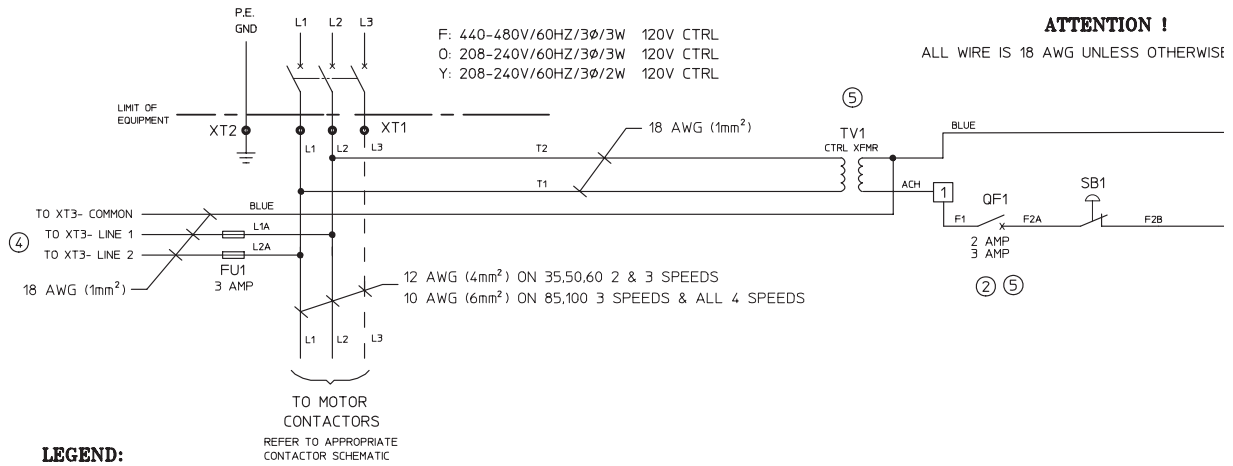 P.E.
GND
L1 L2 L3
F: 440-480V/60HZ/3Ø/3W 120V CTRL
O: 208-240V/60HZ/3Ø/3W 120V CTRL
Y: 208-240V/60HZ/3Ø/2W 120V CTRL
ATTENTION !
ALL WIRE IS 18 AWG UNLESS OTHERWISE
LIMIT OF
EQUIPMENT
XT2
XT1
L1 L2 L3
18 AWG (1mm²)
T2
T1
5
TV1
CTRL XFMR
BLUE
ACH
1
F1
QF1
2 AMP
3 AMP
2 5
F2A
SB1
F2B
4
TO XT3- COMMON
BLUE
TO XT3- LINE 1
L1A
TO XT3- LINE 2
L2A
FU1
3 AMP
18 AWG (1mm²)
12 AWG (4mm²) ON 35,50,60 2 & 3 SPEEDS
10 AWG (6mm²) ON 85,100 3 SPEEDS & ALL 4 SPEEDS
L1 L2 L3
TO MOTOR
CONTACTORS
REFER TO APPROPRIATE
CONTACTOR SCHEMATIC
LEGEND: